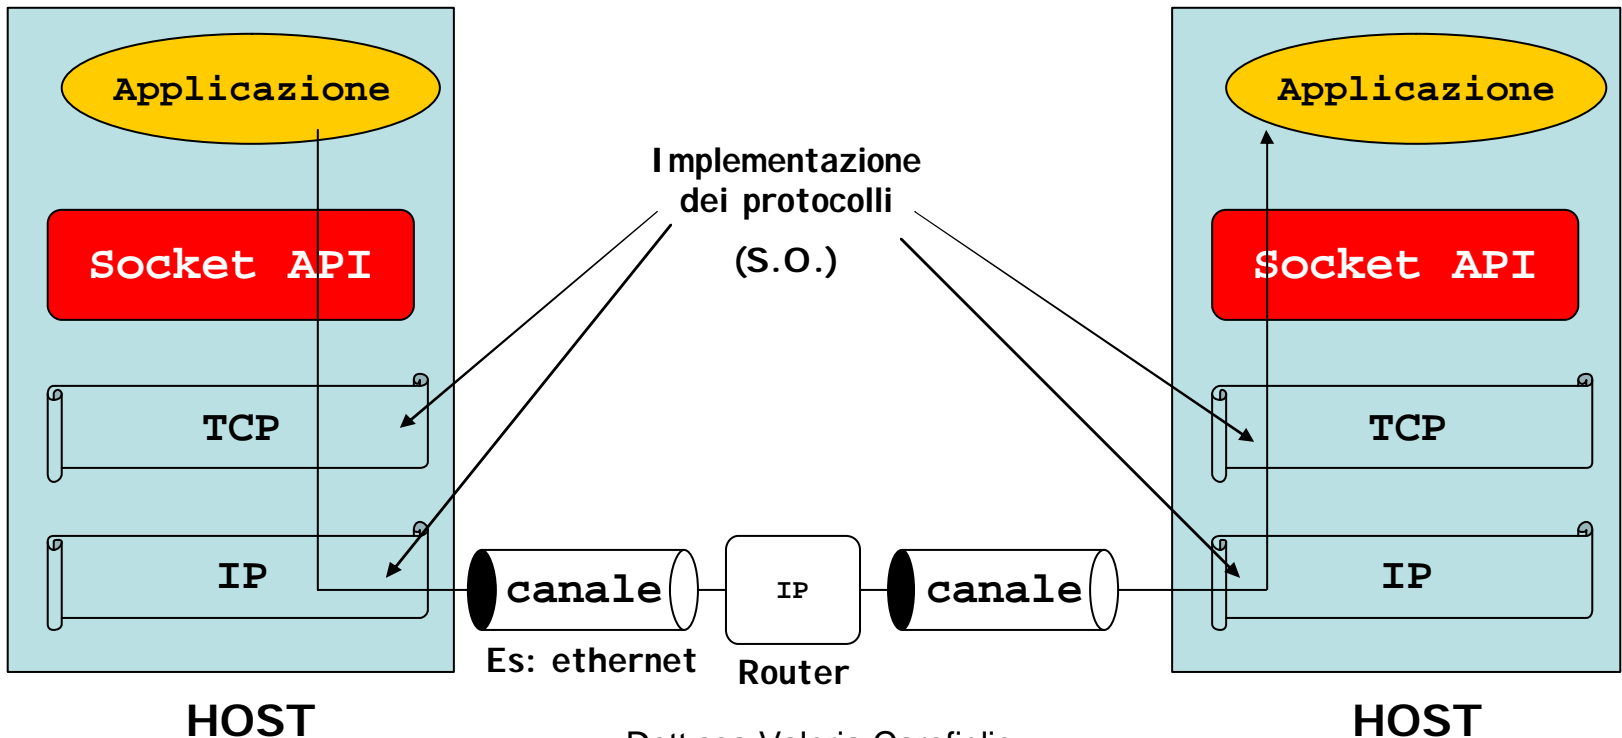 Applicazione
Applicazione
Implementazione
dei protocolli
(S.O.)
Socket API
Socket API
TCP
TCP
IP
canale
IP
canale
IP
Es: ethernet
Router
HOST
HOST
Valeria